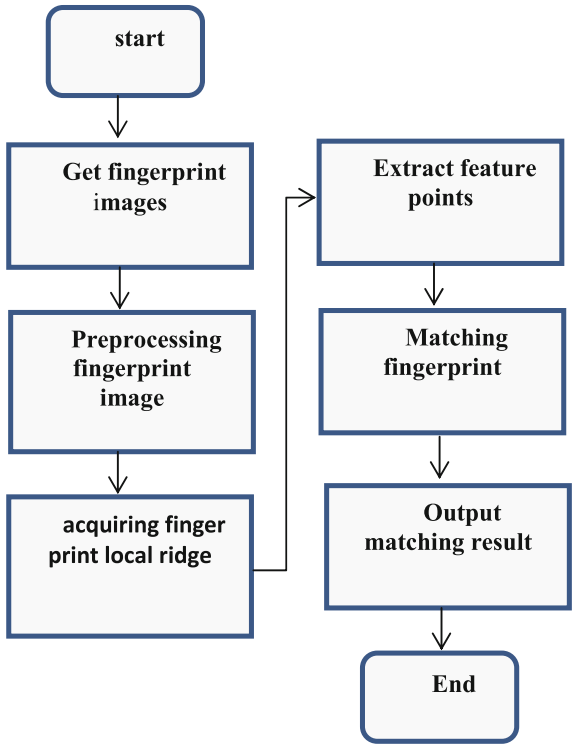 start
Get fingerprint
images
Preprocessing
fingerprint
image
acquiring finger
print local ridge
Extract feature
points
Matching
fingerprint
Output
matching result
End